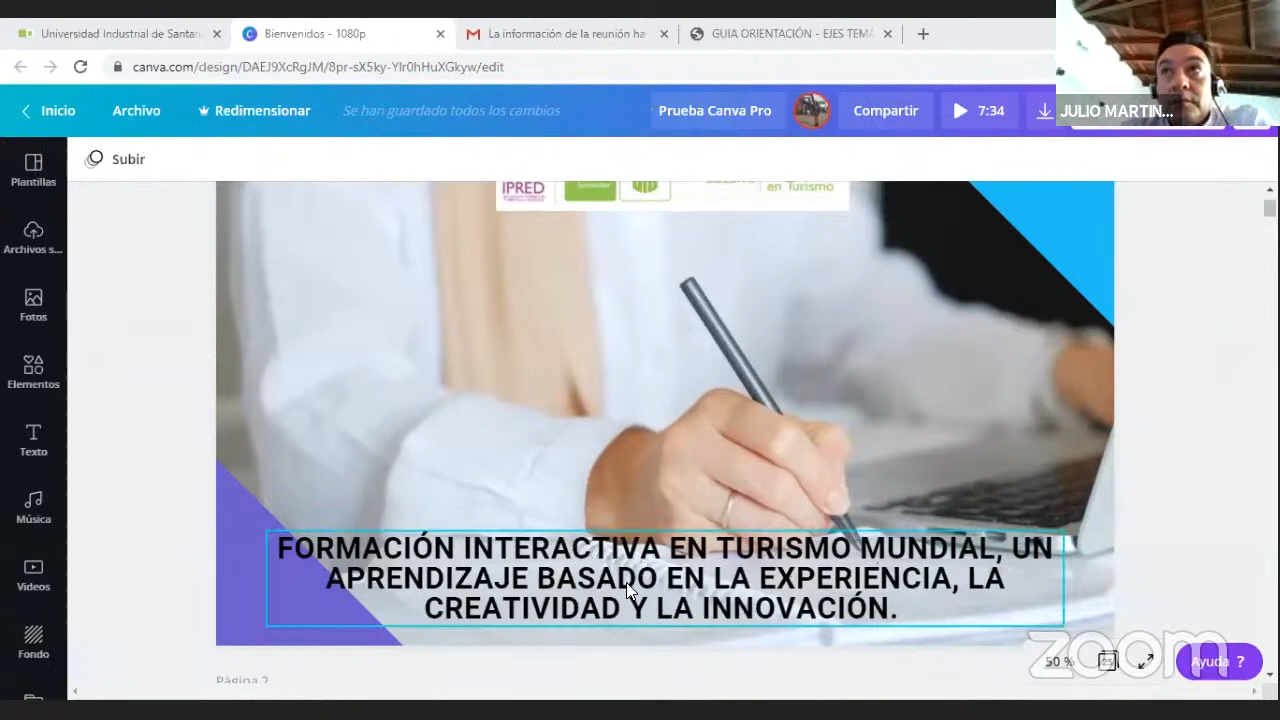 Universidad Industrial de Santan
Bienvenidos - 1080p
La información de la reunión ha
GUIA ORIENTACIÓN - EJES TEMÁ
canva.com/design/DAEJ9XcRgJM/8pr-sX5ky-Ylr0hHuXGkyw/edit
Inicio
Archivo
Redimensionar
Se han guardado todos los cambios
Prueba Canva Pro
Compartir
7:34
JULIO MARTIN...
Subir
Plantillas
Archivos s...
Fotos
Elementos
Texto
Música
Videos
Fondo
IPRED
en Turismo
FORMACIÓN INTERACTIVA EN TURISMO MUNDIAL, UN
APRENDIZAJE BASADO EN LA EXPERIENCIA, LA
CREATIVIDAD Y LA INNOVACIÓN.
Página 2
50 %
25
Ayuda ?
zoom